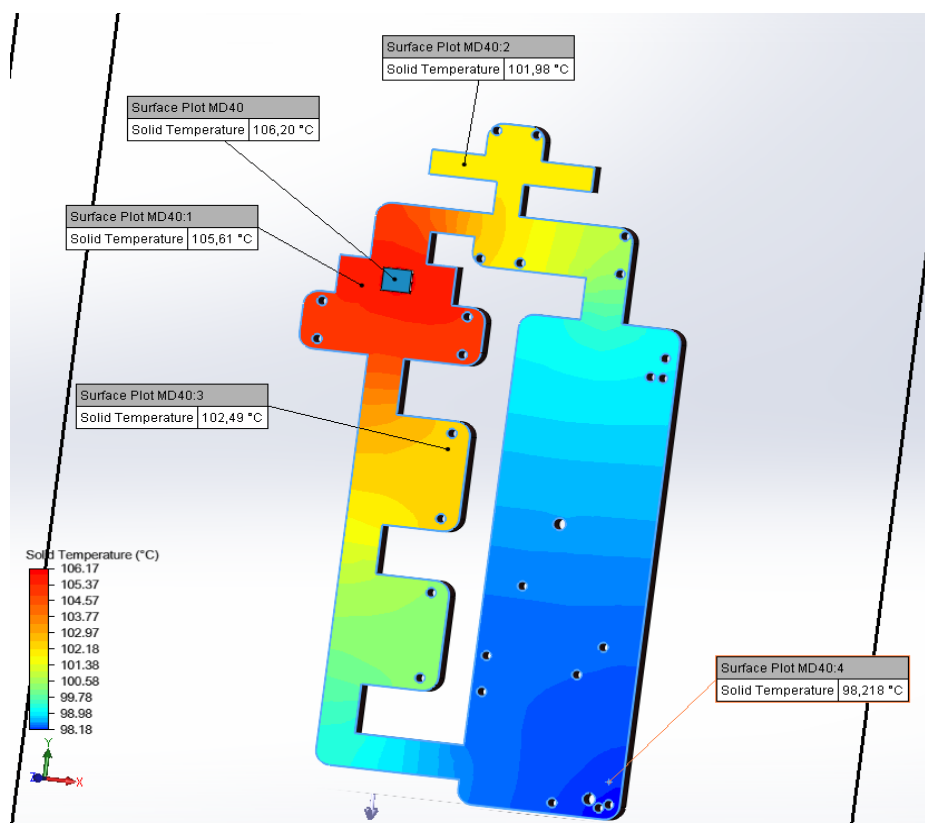 Surface Plot MD40:2
Solid Temperature 101,98 °C
Surface Plot MD40
Solid Temperature 106,20 °C
Surface Plot MD40:1
Solid Temperature 105,61 °C
Surface Plot MD40:3
Solid Temperature 102,49 °C
Solid Temperature (°C)
106.17
105.37
104.57
103.77
102.97
102.18
101.38
100.58
99.78
98.98
98.18
Surface Plot MD40:4
Solid Temperature 98,218 °C
Y
Z X